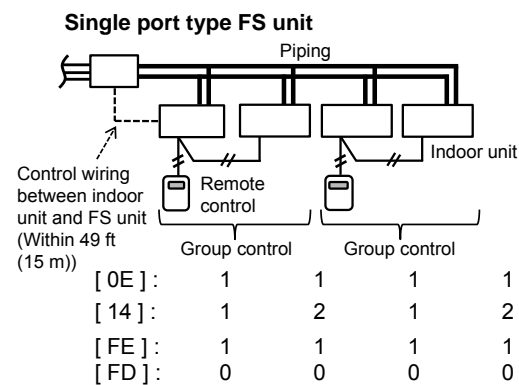 Single port type FS unit
Piping
Indoor unit
Control wiring
between indoor
unit and FS unit
(Within 49 ft
(15 m))
Remote
control
Group control Group control
[ 0E ] : 1 1 1 1
[ 14 ] : 1 2 1 2
[ FE ] : 1 1 1 1
[ FD ] : 0 0 0 0